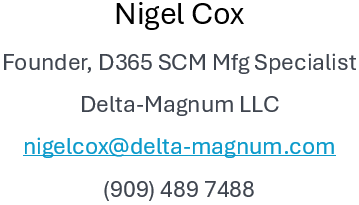 Nigel Cox
Founder, D365 SCM Mfg Specialist
Delta-Magnum LLC
nigelcox@delta-magnum.com
(909) 489 7488